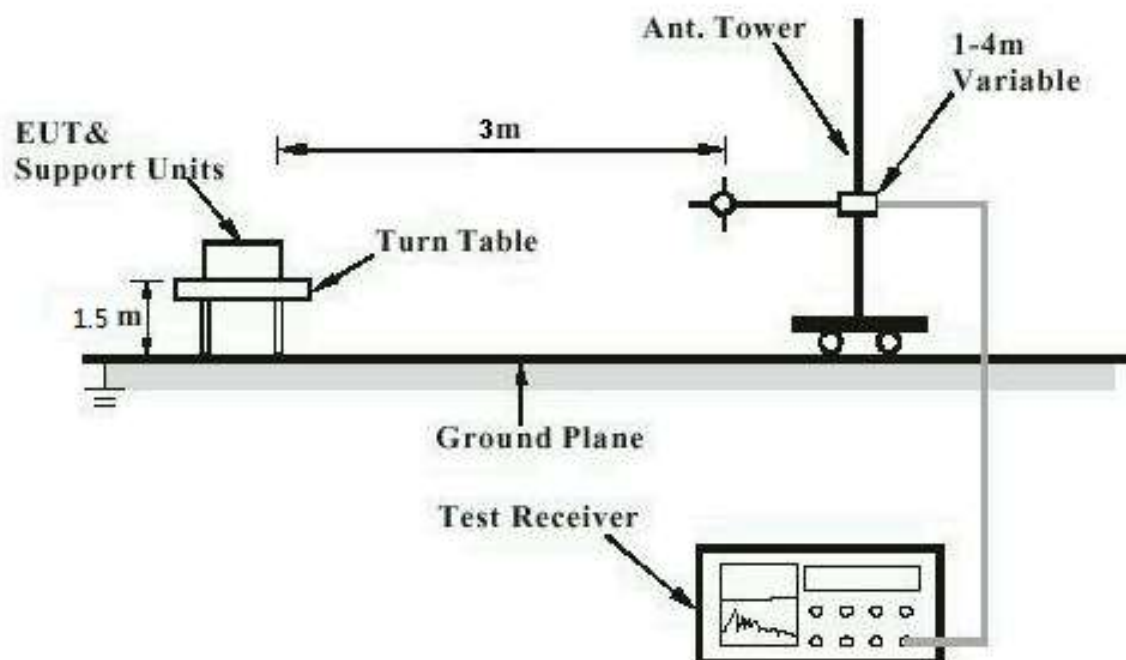 Ant. Tower
1-4m
Variable
3m
EUT&
Support Units
Turn Table
1.5 m
Ground Plane
Test Receiver